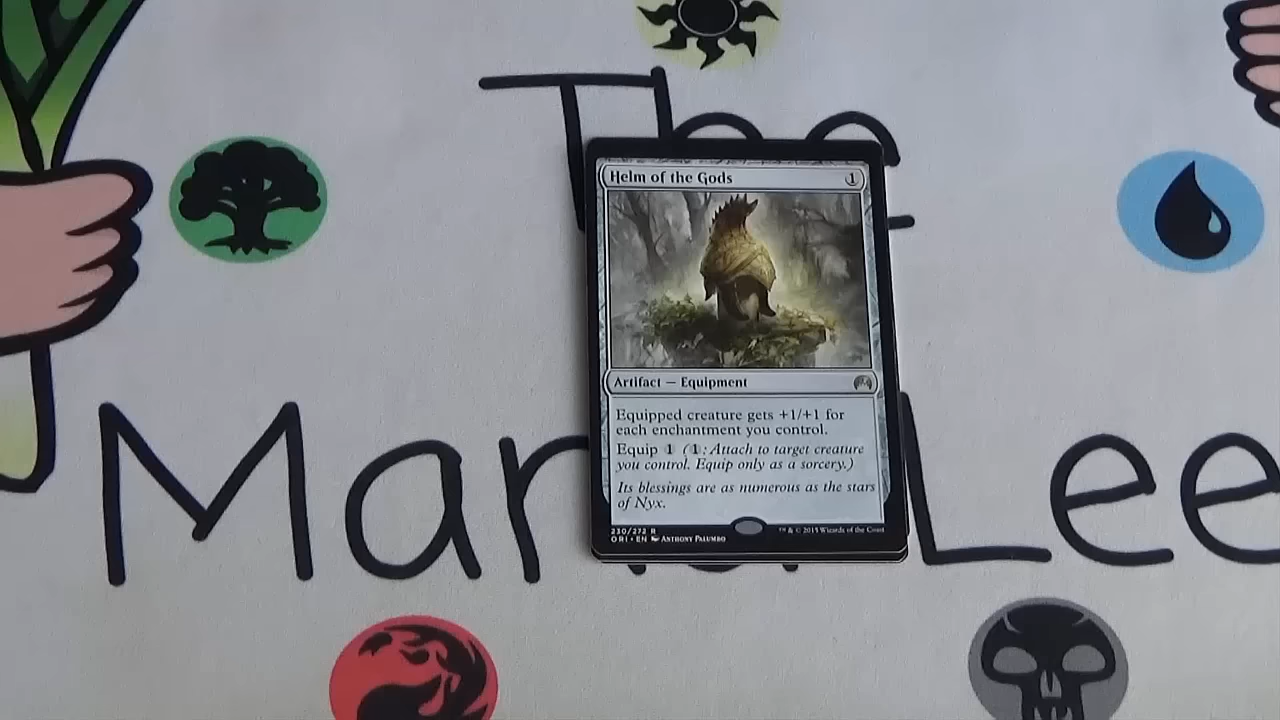 The
Helm of the Gods 1
Artifact — Equipment
Equipped creature gets +1/+1 for
each enchantment you control.
Equip 1 (1: Attach to target creature
you control. Equip only as a sorcery.)
Its blessings are as numerous as the stars
of Nyx.
230/272 R
ORI • EN Anthony Palumbo
™ & © 2015 Wizards of the Coast
Lee